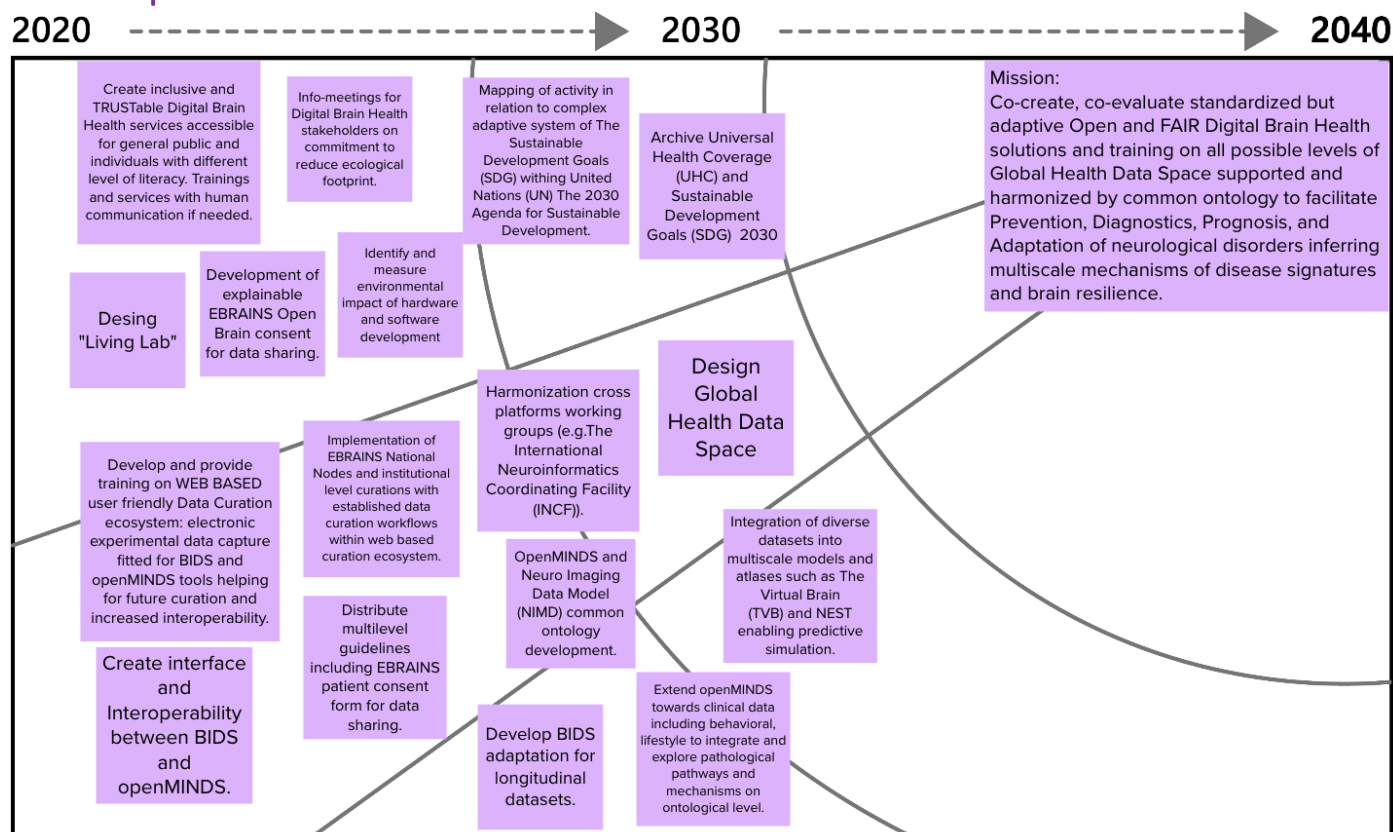 2020
2030
2040
Create inclusive and
TRUSTable Digital Brain
Health services accessible
for general public and
individuals with different
level of literacy. Trainings
and services with human
communication if needed.
Info-meetings for
Digital Brain Health
stakeholders on
commitment to
reduce ecological
footprint.
Mapping of activity in
relation to complex
adaptive system of The
Sustainable
Development Goals
(SDG) withing United
Nations (UN) The 2030
Agenda for Sustainable
Development.
Archive Universal
Health Coverage
(UHC) and
Sustainable
Development
Goals (SDG) 2030
Mission:
Co-create, co-evaluate standardized but
adaptive Open and FAIR Digital Brain Health
solutions and training on all possible levels of
Global Health Data Space supported and
harmonized by common ontology to facilitate
Prevention, Diagnostics, Prognosis, and
Adaptation of neurological disorders inferring
multiscale mechanisms of disease signatures
and brain resilience.
Desing
"Living Lab"
Development of
explainable
EBRAINS Open
Brain consent
for data sharing.
Identify and
measure
environmental
impact of hardware
and software
development
Design
Global
Health Data
Space
Harmonization cross
platforms working
groups (e.g.The
International
Neuroinformatics
Coordinating Facility
(INCF)).
Develop and provide
training on WEB BASED
user friendly Data Curation
ecosystem: electronic
experimental data capture
fitted for BIDS and
openMINDS tools helping
for future curation and
increased interoperability.
Implementation of
EBRAINS National
Nodes and institutional
level curations with
established data
curation workflows
within web based
curation ecosystem.
OpenMINDS and
Neuro Imaging
Data Model
(NIMD) common
ontology
development.
Integration of diverse
datasets into
multiscale models and
atlases such as The
Virtual Brain
(TVB) and NEST
enabling predictive
simulation.
Create interface
and
Interoperability
between BIDS
and
openMINDS.
Distribute
multilevel
guidelines
including EBRAINS
patient consent
form for data
sharing.
Develop BIDS
adaptation for
longitudinal
datasets.
Extend openMINDS
towards clinical data
including behavioral,
lifestyle to integrate and
explore pathological
pathways and
mechanisms on
ontological level.